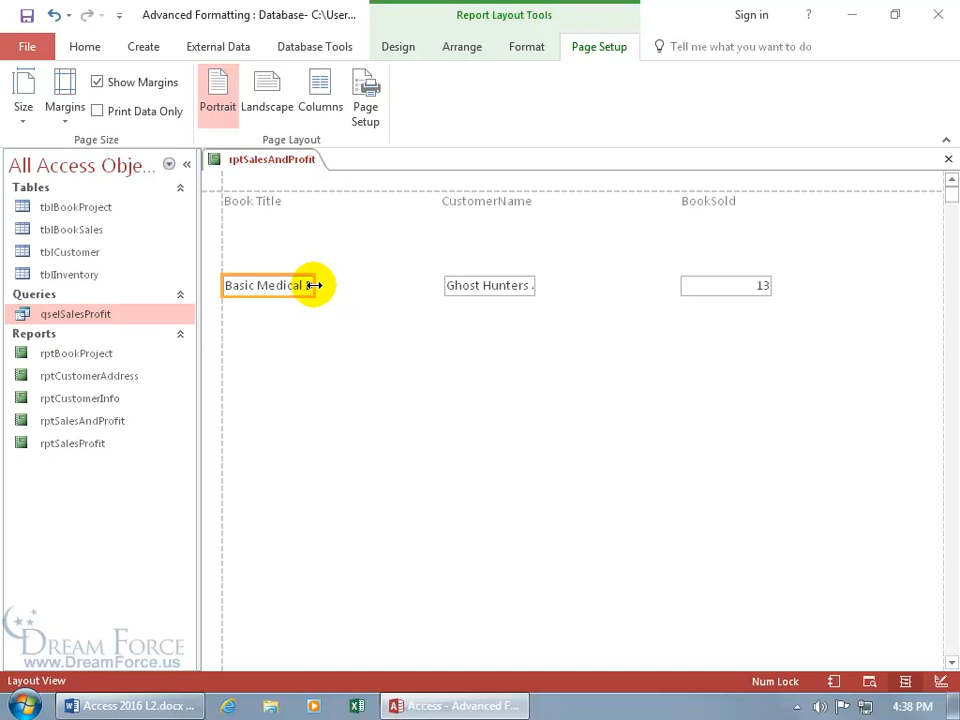 Advanced Formatting : Database- C:\User...
Report Layout Tools
Sign in
?
File
Home
Create
External Data
Database Tools
Design
Arrange
Format
Page Setup
Tell me what you want to do
Size
Margins
Show Margins
Print Data Only
Portrait
Landscape
Columns
Page Setup
Page Size
Page Layout
All Access Obje...
rptSalesAndProfit
Tables
tblBookProject
tblBookSales
tblCustomer
tblInventory
Queries
qselSalesProfit
Reports
rptBookProject
rptCustomerAddress
rptCustomerInfo
rptSalesAndProfit
rptSalesProfit
Book Title
CustomerName
BookSold
Basic Medical
Ghost Hunters
13
DREAM FORCE
www.DreamForce.us
Layout View
Num Lock
Access 2016 L2.docx ...
Access - Advanced F...
4:38 PM